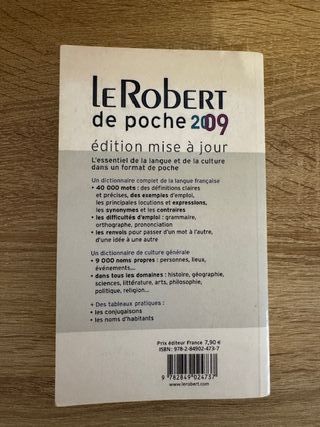 LE ROBERT
de poche 2009
édition mise à jour
L'essentiel de la langue et de la culture
dans un format de poche
Un dictionnaire complet de la langue française
• 40 000 mots : des définitions claires
et précises, des exemples d'emploi,
les principales locutions et expressions,
les synonymes et les contraires
• les difficultés d'emploi : grammaire,
orthographe, prononciation
• les renvois pour passer d'un mot à l'autre,
d'une idée à une autre
Un dictionnaire de culture générale
• 9 000 noms propres : personnes, lieux,
événements...
• dans tous les domaines : histoire, géographie,
sciences, littérature, arts, philosophie,
politique, religion...
+ Des tableaux pratiques :
• les conjugaisons
• les noms d'habitants
Prix éditeur France 7,90 €
ISBN: 978-2-84902-473-7
9 782849 024737
www.lerobert.com